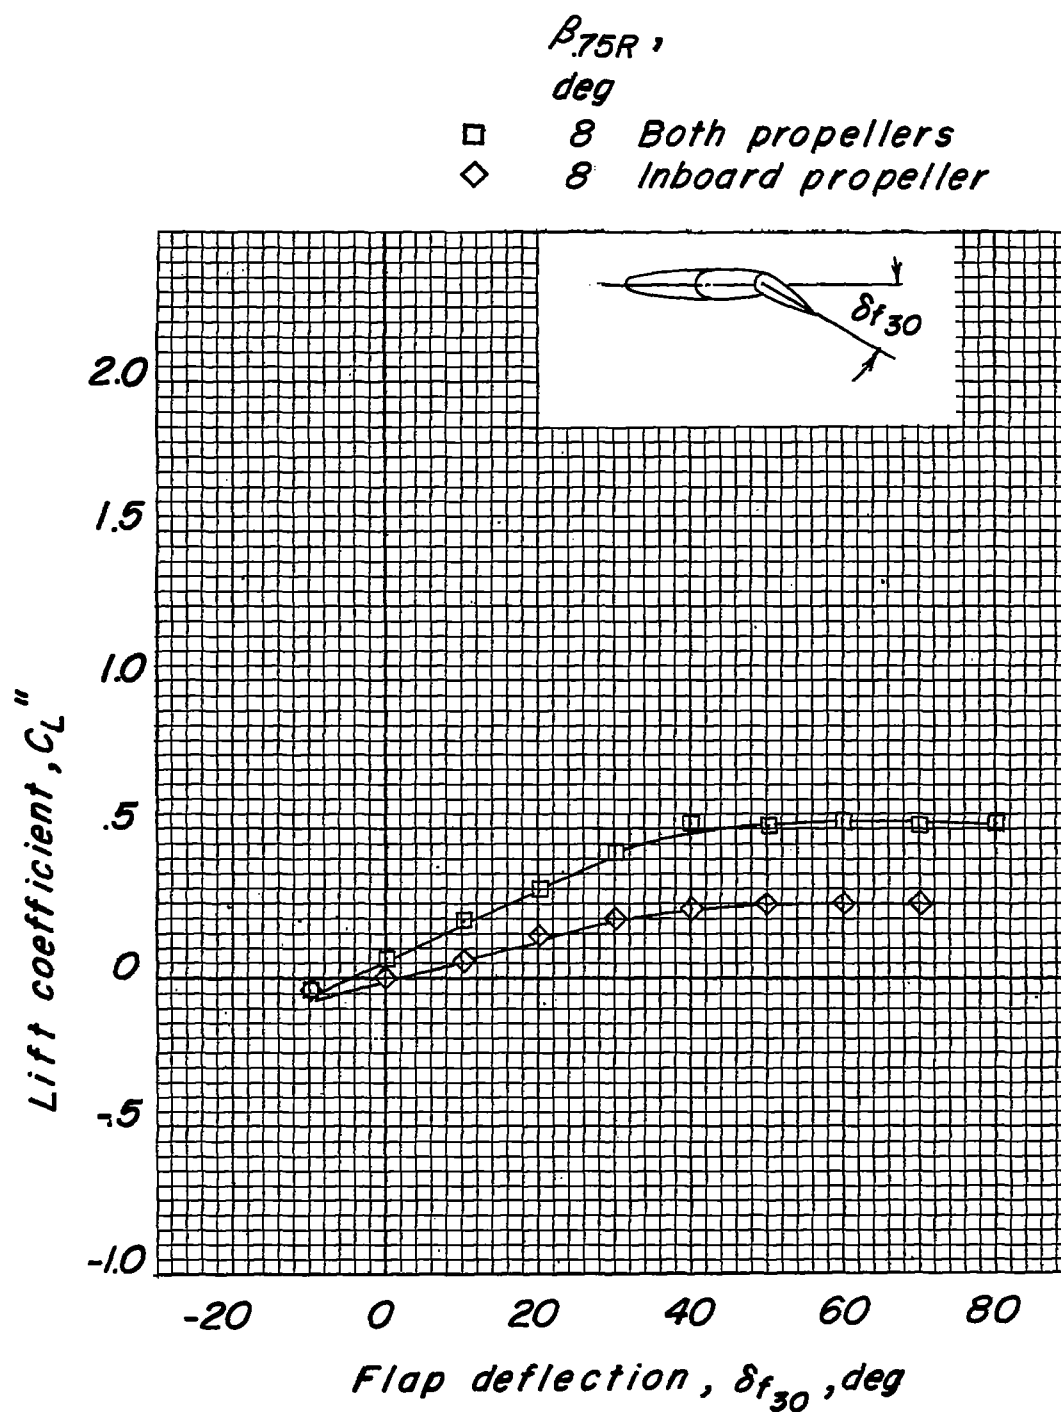 β.75R,
deg
8 Both propellers
8 Inboard propeller
δf30
2.0
1.5
1.0
.5
0
-.5
-1.0
Lift coefficient, CL"
-20 0 20 40 60 80
Flap deflection, δf30, deg